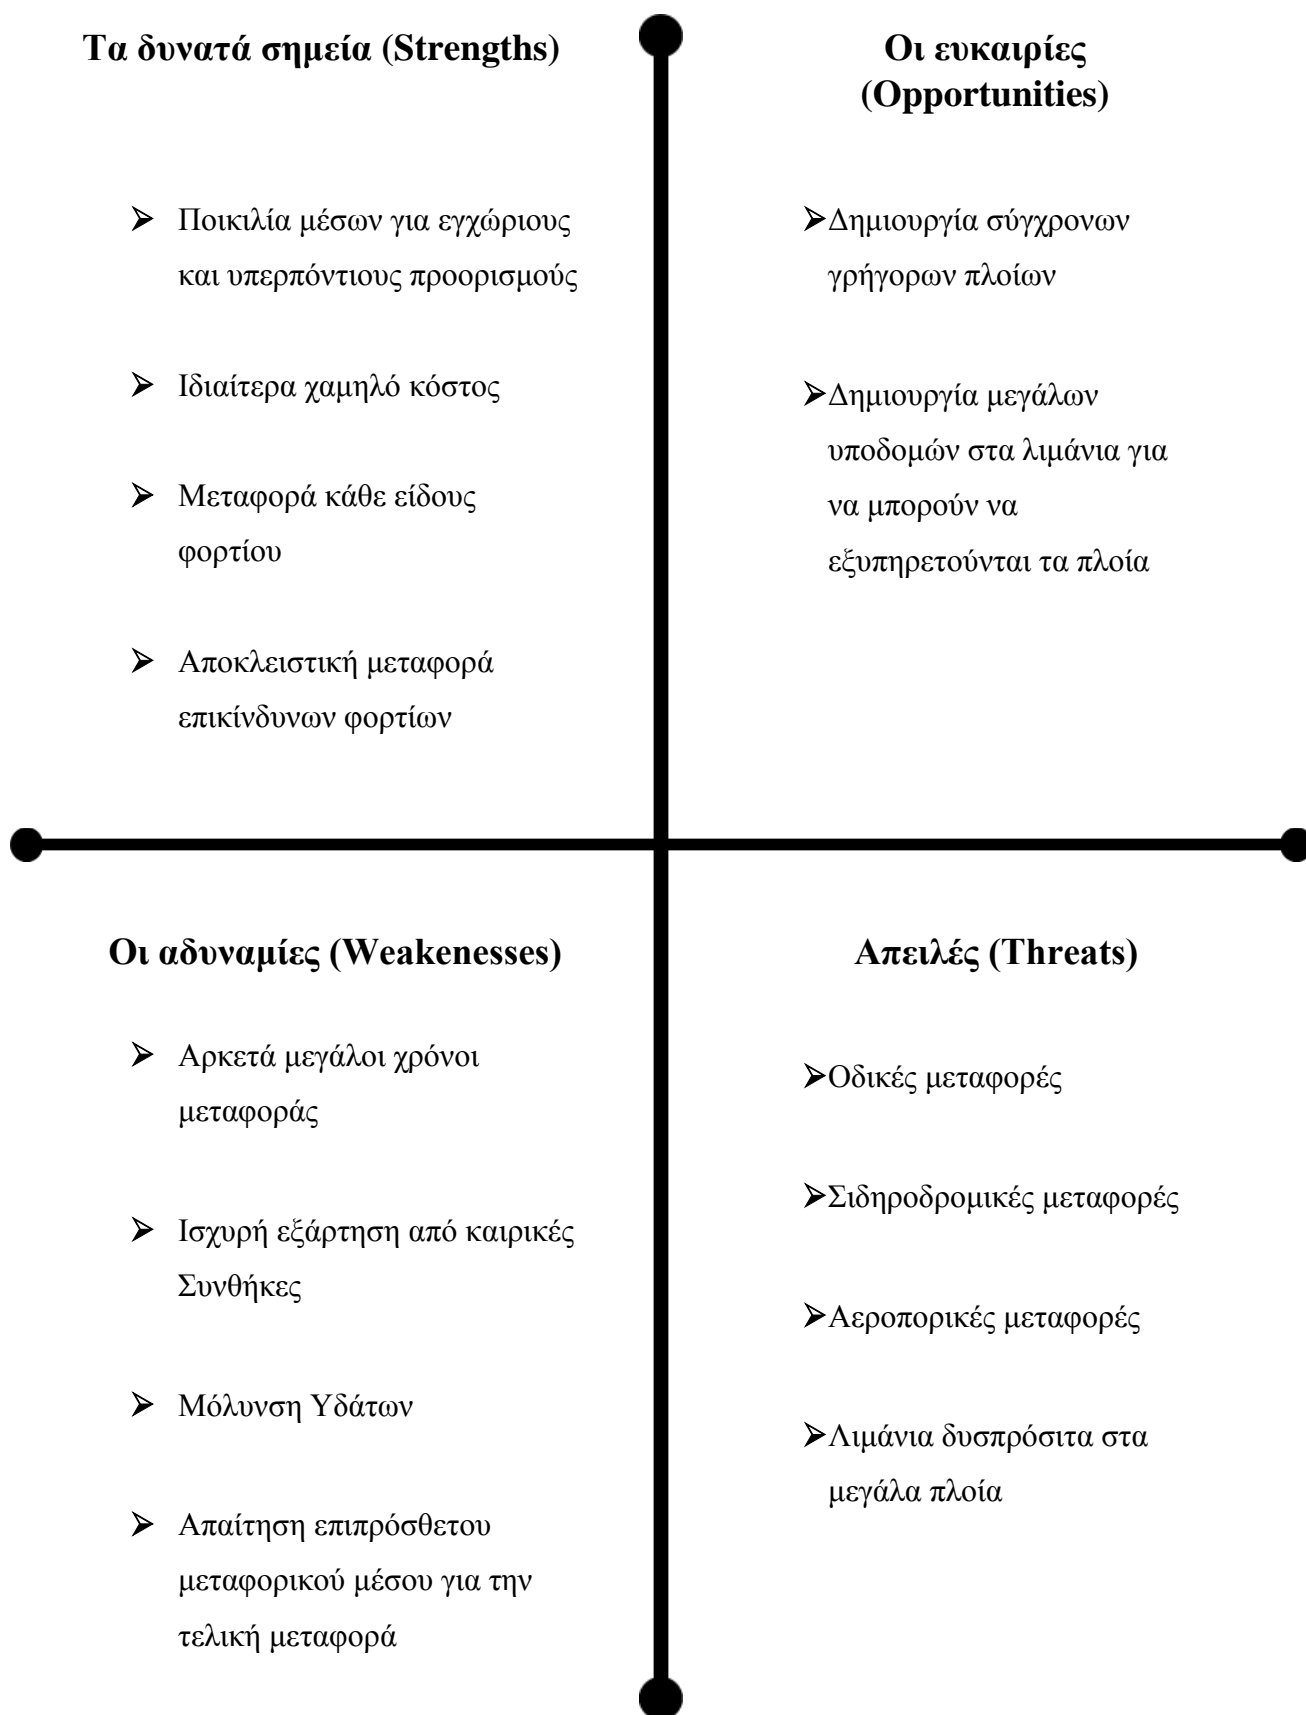 Τα δυνατά σημεία (Strengths)
➢ Ποικιλία μέσων για εγχώριους
και υπερπόντιους προορισμούς
➢ Ιδιαίτερα χαμηλό κόστος
➢ Μεταφορά κάθε είδους
φορτίου
➢ Αποκλειστική μεταφορά
επικίνδυνων φορτίων
Οι ευκαιρίες
(Opportunities)
➢Δημιουργία σύγχρονων
γρήγορων πλοίων
➢Δημιουργία μεγάλων
υποδομών στα λιμάνια για
να μπορούν να
εξυπηρετούνται τα πλοία
Οι αδυναμίες (Weakenesses)
➢ Αρκετά μεγάλοι χρόνοι
μεταφοράς
➢ Ισχυρή εξάρτηση από καιρικές
Συνθήκες
➢ Μόλυνση Υδάτων
➢ Απαίτηση επιπρόσθετου
μεταφορικού μέσου για την
τελική μεταφορά
Απειλές (Threats)
➢Οδικές μεταφορές
➢Σιδηροδρομικές μεταφορές
➢Αεροπορικές μεταφορές
➢Λιμάνια δυσπρόσιτα στα
μεγάλα πλοία